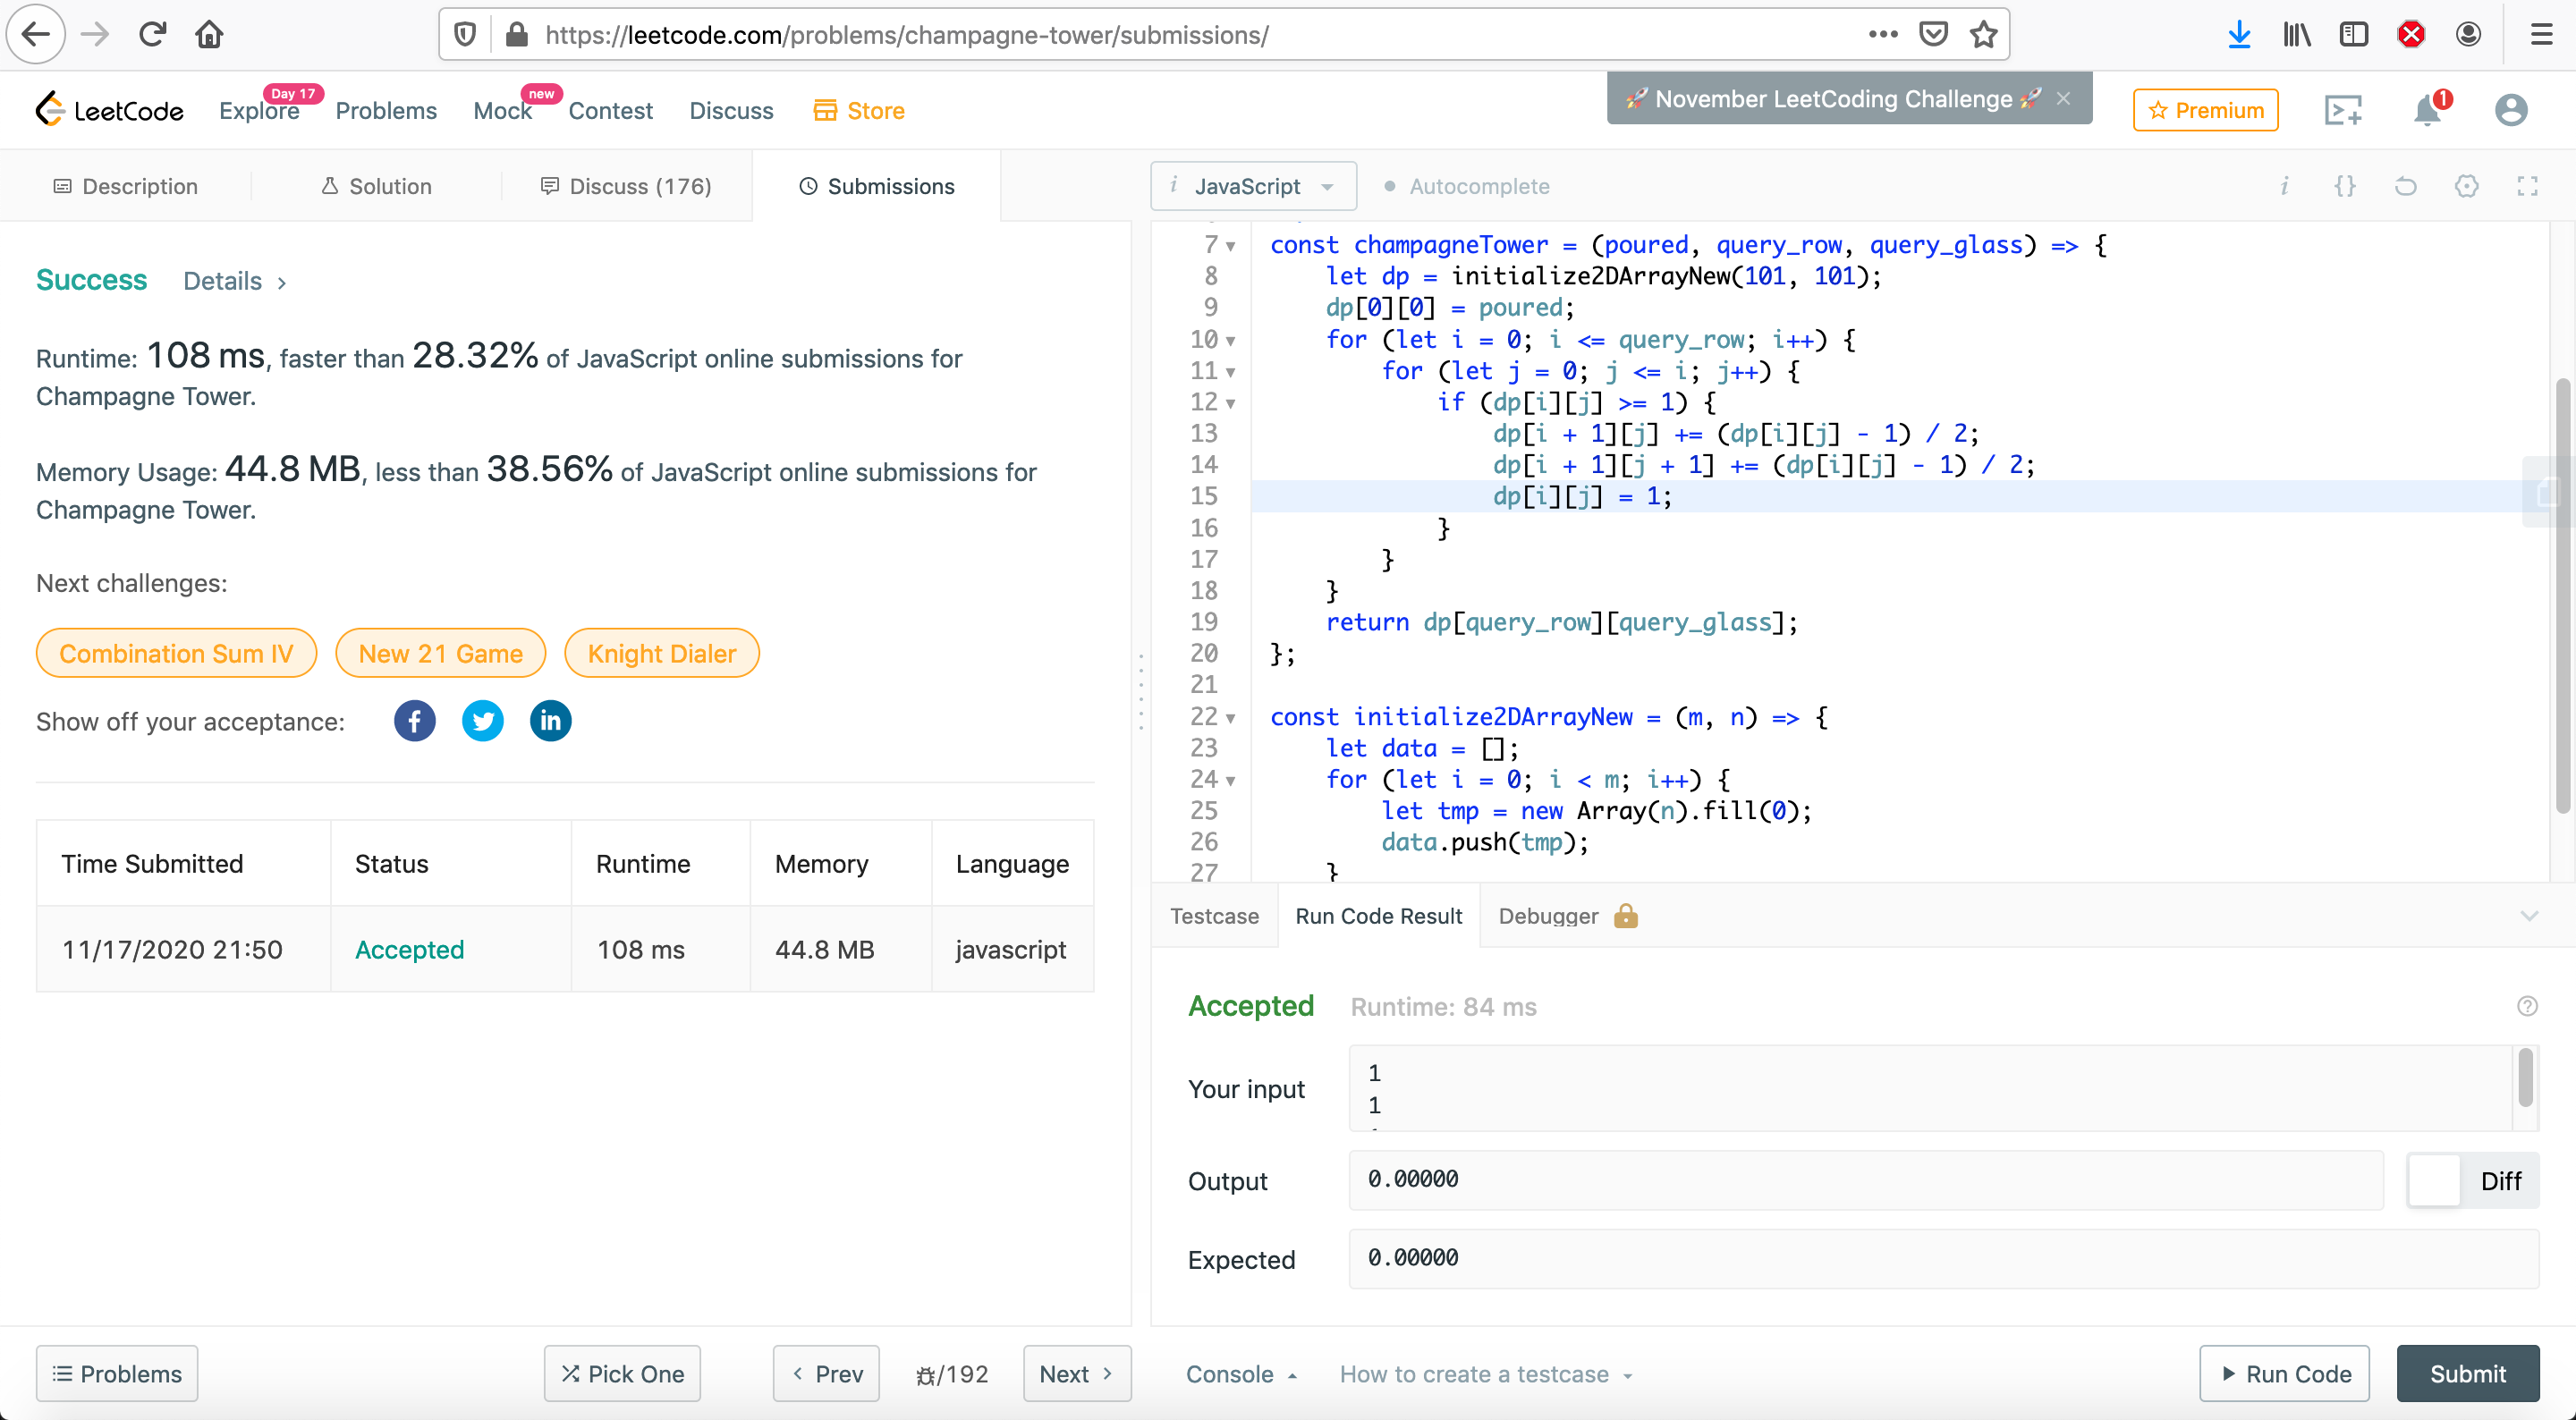 https://leetcode.com/problems/champagne-tower/submissions/
LeetCode
Explore
Day 17
Problems
Mock
new
Contest
Discuss
Store
🚀 November LeetCoding Challenge 🚀 ×
Premium
1
Description
Solution
Discuss (176)
Submissions
i JavaScript
Autocomplete
i {}
Success Details >
Runtime: 108 ms, faster than 28.32% of JavaScript online submissions for
Champagne Tower.
Memory Usage: 44.8 MB, less than 38.56% of JavaScript online submissions for
Champagne Tower.
Next challenges:
Combination Sum IV
New 21 Game
Knight Dialer
Show off your acceptance:
f
in
Time Submitted Status Runtime Memory Language
11/17/2020 21:50 Accepted 108 ms 44.8 MB javascript
7 const champagneTower = (poured, query_row, query_glass) => {
8 let dp = initialize2DArrayNew(101, 101);
9 dp[0][0] = poured;
10 for (let i = 0; i <= query_row; i++) {
11 for (let j = 0; j <= i; j++) {
12 if (dp[i][j] >= 1) {
13 dp[i + 1][j] += (dp[i][j] - 1) / 2;
14 dp[i + 1][j + 1] += (dp[i][j] - 1) / 2;
15 dp[i][j] = 1;
16 }
17 }
18 }
19 return dp[query_row][query_glass];
20 };
21
22 const initialize2DArrayNew = (m, n) => {
23 let data = [];
24 for (let i = 0; i < m; i++) {
25 let tmp = new Array(n).fill(0);
26 data.push(tmp);
27 }
Testcase
Run Code Result
Debugger
Accepted Runtime: 84 ms
Your input
1
1
Output
0.00000
Diff
Expected
0.00000
Problems
Pick One
< Prev
/192
Next >
Console
How to create a testcase
Run Code
Submit